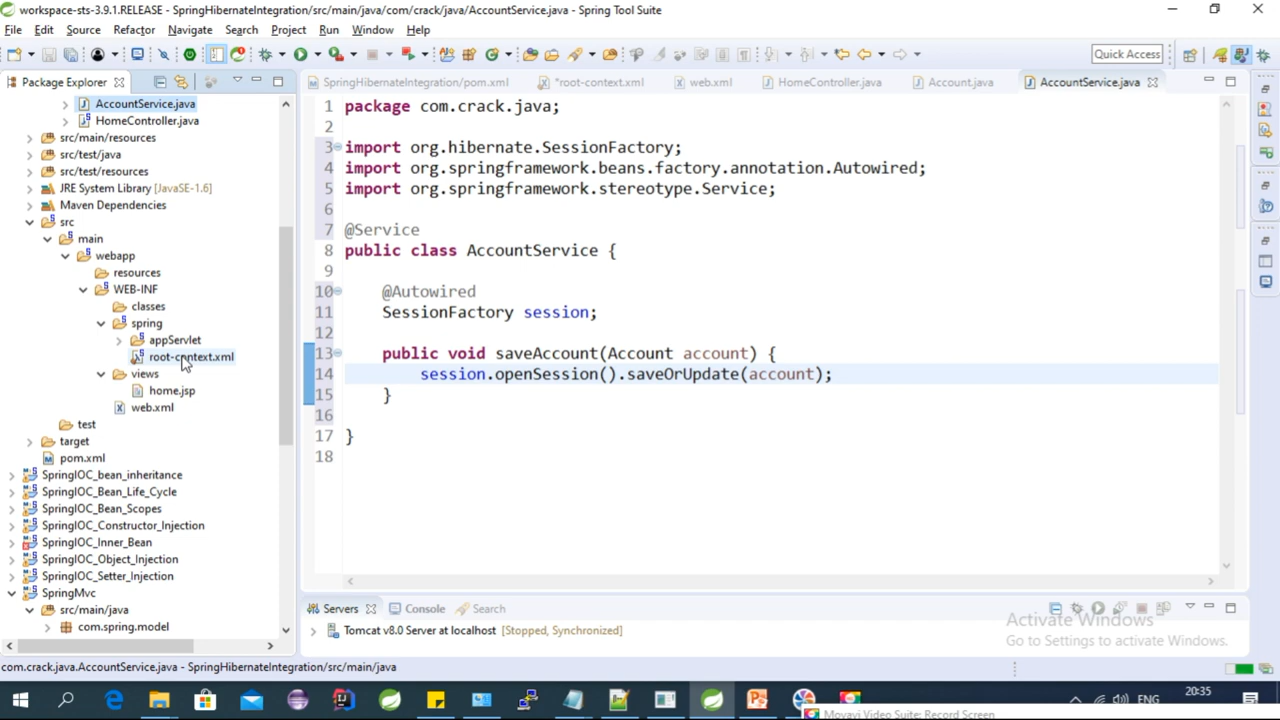 workspace-sts-3.9.1.RELEASE - SpringHibernateIntegration/src/main/java/com/crack/java/AccountService.java - Spring Tool Suite
File Edit Source Refactor Navigate Search Project Run Window Help
Quick Access
Package Explorer
SpringHibernateIntegration/pom.xml *root-context.xml web.xml HomeController.java Account.java AccountService.java
AccountService.java
HomeController.java
src/main/resources
src/test/java
src/test/resources
JRE System Library [JavaSE-1.6]
Maven Dependencies
src
main
webapp
resources
WEB-INF
classes
spring
appServlet
root-context.xml
views
home.jsp
web.xml
test
target
pom.xml
SpringIOC_bean_inheritance
SpringIOC_Bean_Life_Cycle
SpringIOC_Bean_Scopes
SpringIOC_Constructor_Injection
SpringIOC_Inner_Bean
SpringIOC_Object_Injection
SpringIOC_Setter_Injection
SpringMvc
src/main/java
com.spring.model
1 package com.crack.java;
2
3 import org.hibernate.SessionFactory;
4 import org.springframework.beans.factory.annotation.Autowired;
5 import org.springframework.stereotype.Service;
6
7 @Service
8 public class AccountService {
9
10 @Autowired
11 SessionFactory session;
12
13 public void saveAccount(Account account) {
14 session.openSession().saveOrUpdate(account);
15 }
16
17 }
18
Servers Console Search
Tomcat v8.0 Server at localhost [Stopped, Synchronized]
Activate Windows
Go to Settings to activate Windows.
com.crack.java.AccountService.java - SpringHibernateIntegration/src/main/java
ENG
20:35
Movavi Video Suite: Record Screen